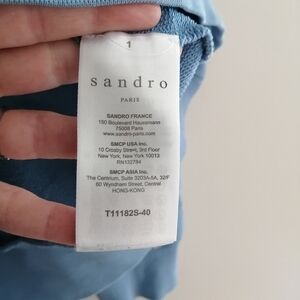 1
sandro
PARIS
SANDRO FRANCE
150 Boulevard Haussmann
75008 Paris
www.sandro-paris.com
SMCP USA Inc.
10 Crosby Street, 3rd Floor
New York, New York 10013
RN132784
SMCP ASIA Inc.
The Centrium, Suite 3203A-5A, 32/F
60 Wyndham Street, Central
HONG-KONG
T11182S-40